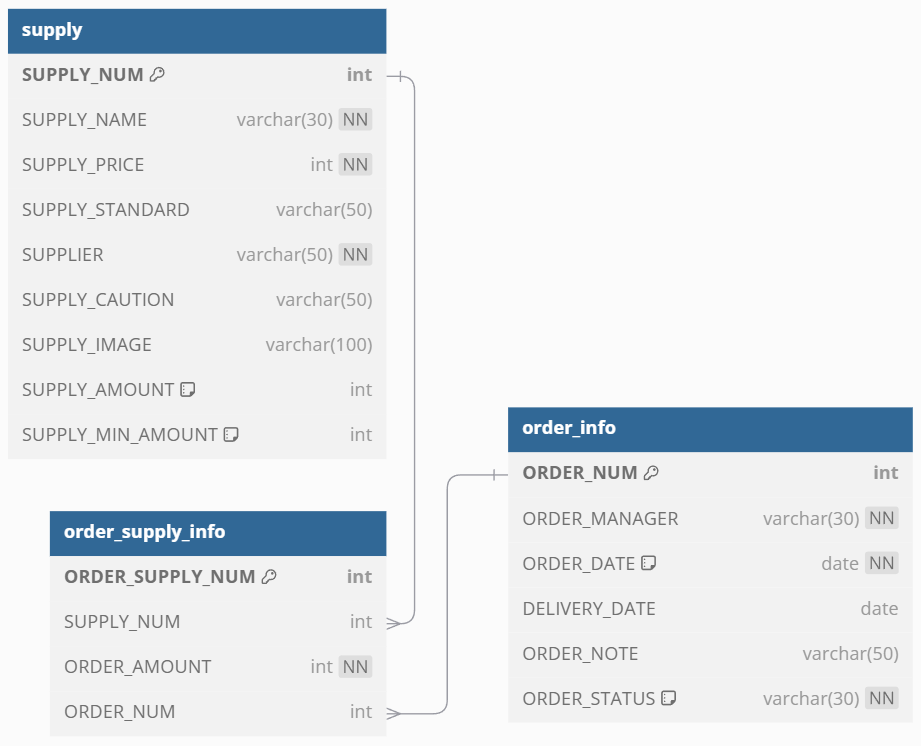 supply
SUPPLY_NUM int
SUPPLY_NAME varchar(30) NN
SUPPLY_PRICE int NN
SUPPLY_STANDARD varchar(50)
SUPPLIER varchar(50) NN
SUPPLY_CAUTION varchar(50)
SUPPLY_IMAGE varchar(100)
SUPPLY_AMOUNT int
SUPPLY_MIN_AMOUNT int
order_supply_info
ORDER_SUPPLY_NUM int
SUPPLY_NUM int
ORDER_AMOUNT int NN
ORDER_NUM int
order_info
ORDER_NUM int
ORDER_MANAGER varchar(30) NN
ORDER_DATE date NN
DELIVERY_DATE date
ORDER_NOTE varchar(50)
ORDER_STATUS varchar(30) NN